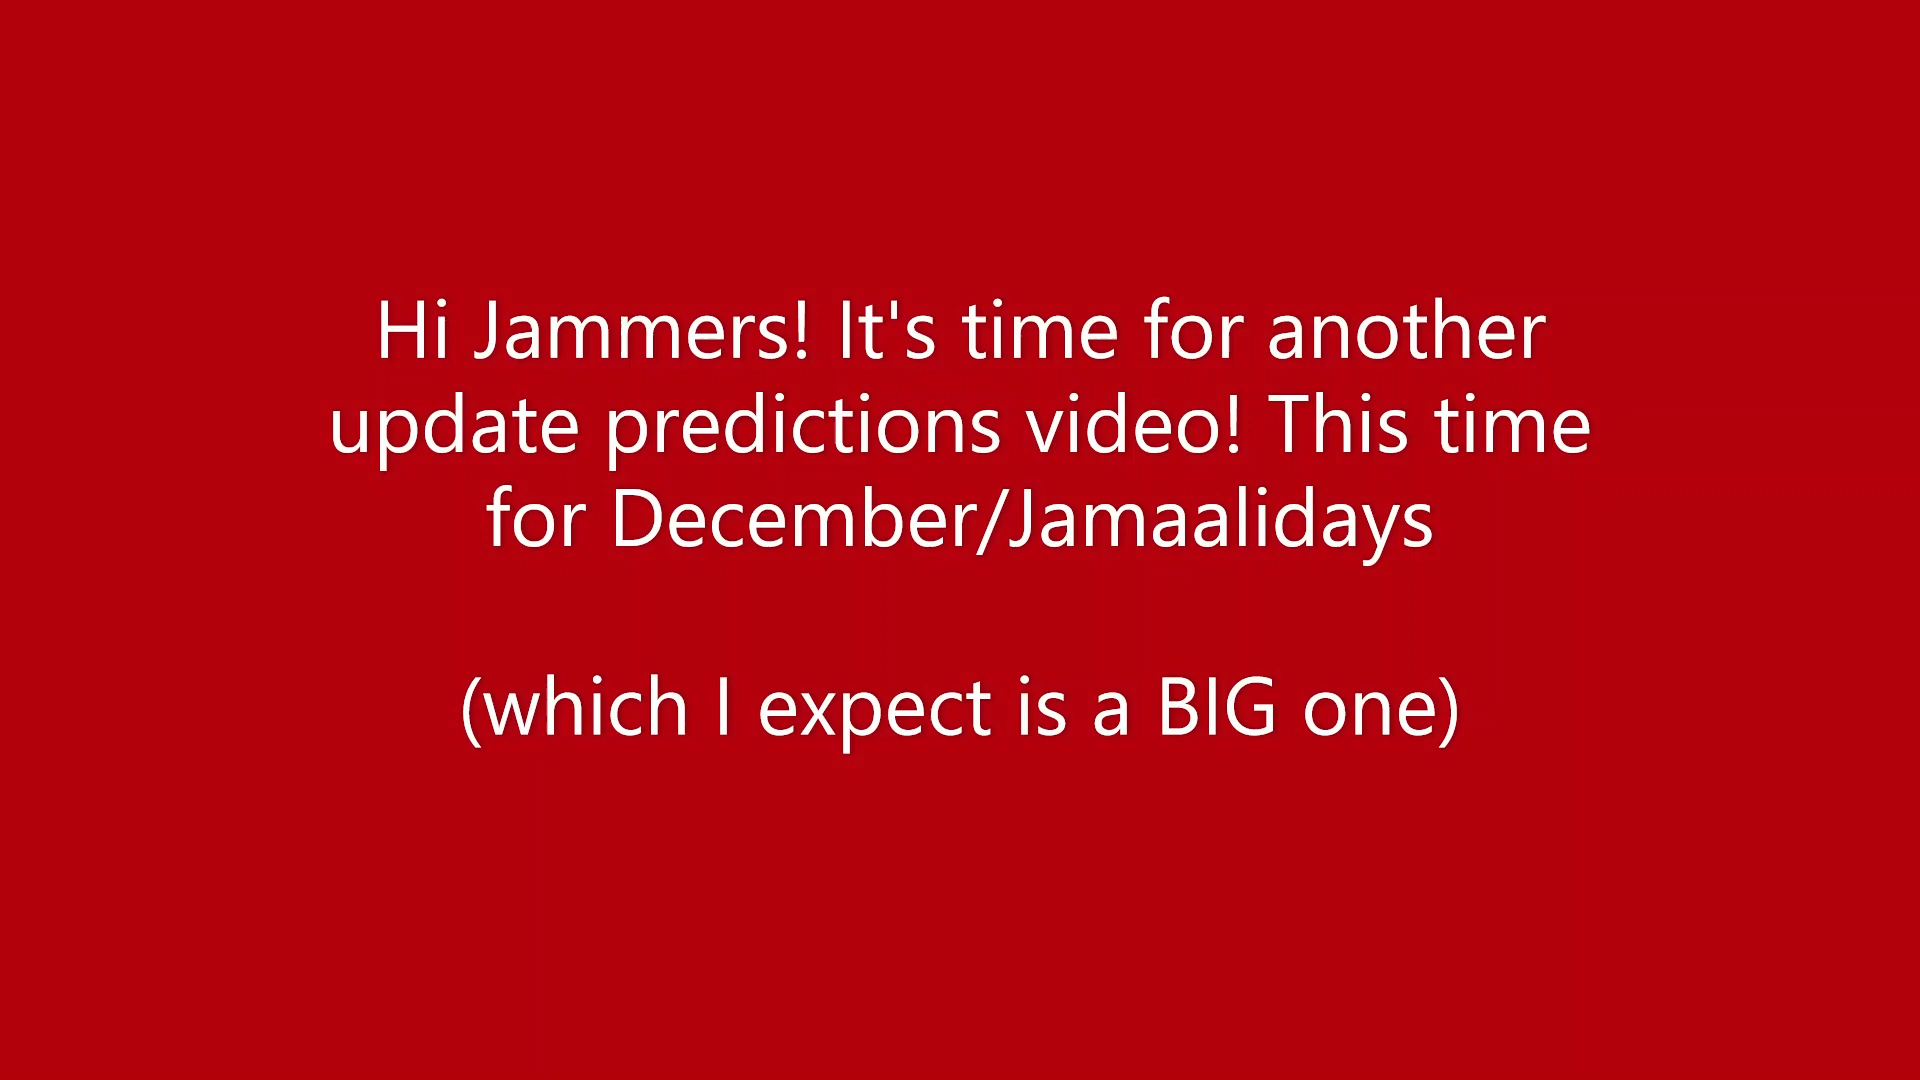 Hi Jammers! It's time for another
update predictions video! This time
for December/Jamaalidays
(which I expect is a BIG one)